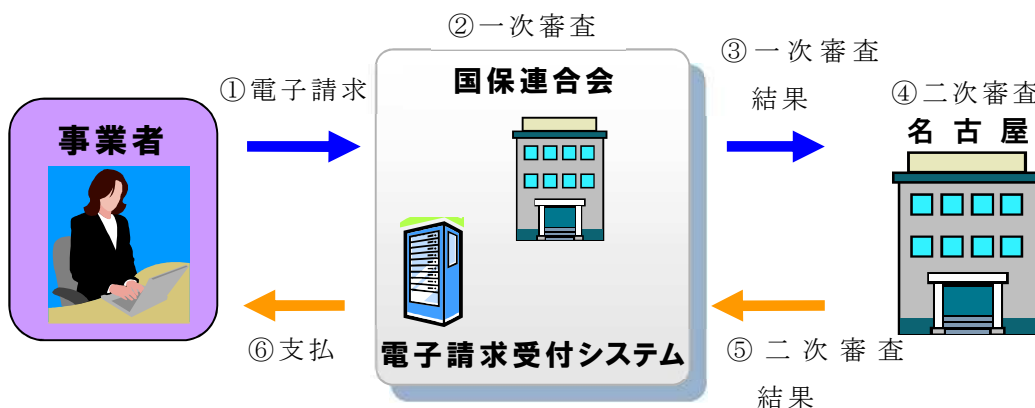 ②一次審査
国保連合会
③一次審査
結果
①電子請求
④二次審査
名古屋
事業者
⑥支払
電子請求受付システム
⑤二次審査
結果